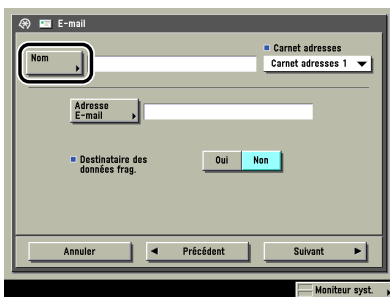 E-mail
Nom
Carnet adresses
Carnet adresses 1
Adresse
E-mail
Destinataire des
données frag.
Oui Non
Annuler Précédent Suivant
Moniteur syst.